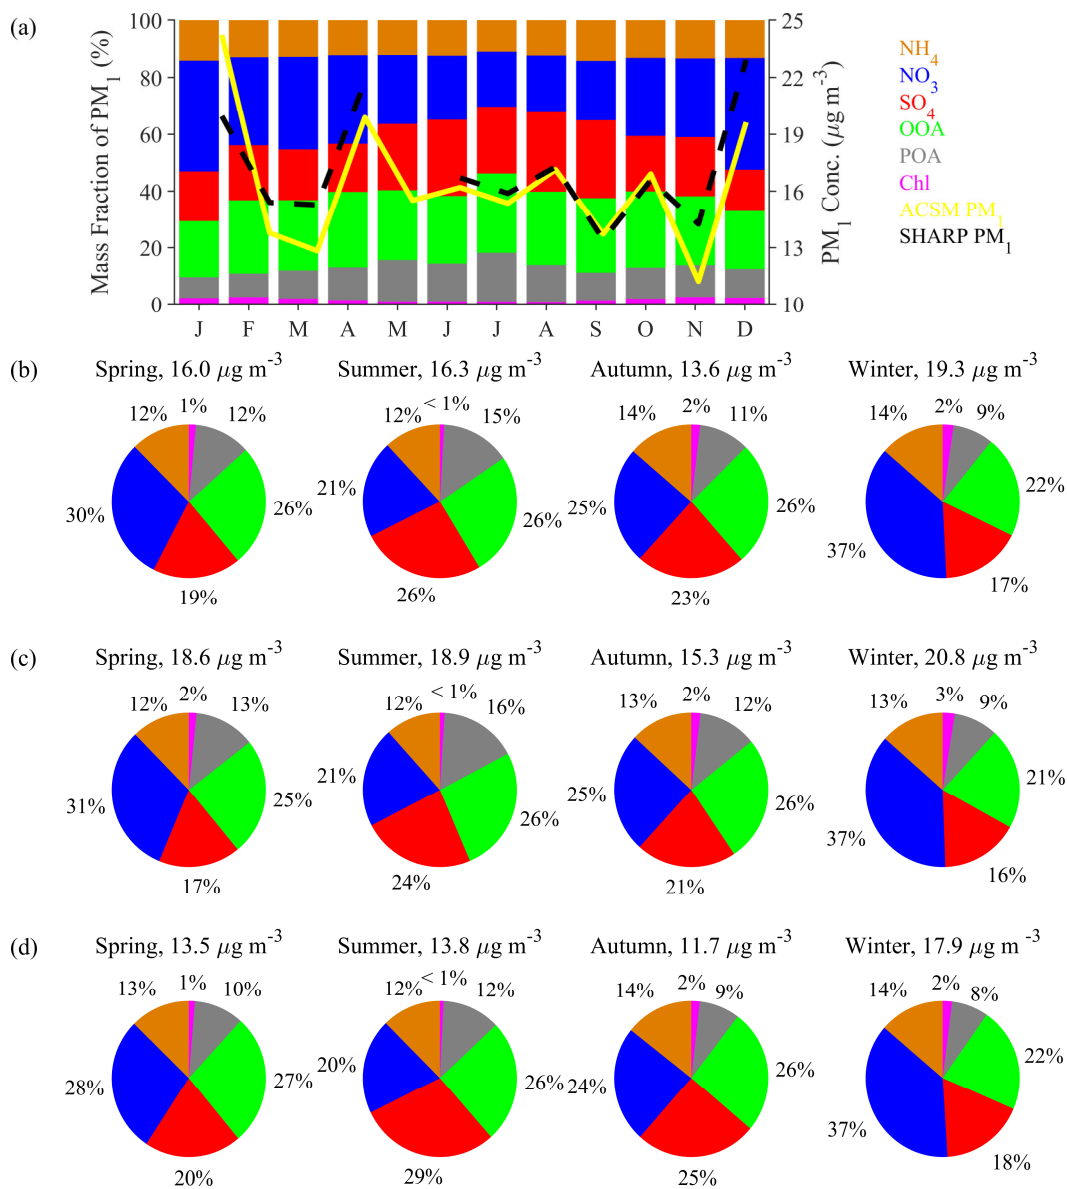 (a)
Mass Fraction of PM1 (%)
100
80
60
40
20
0
J F M A M J J A S O N D
25
22
19
16
13
10
PM1 Conc. (μg m-3)
NH4
NO3
SO4
OOA
POA
Chl
ACSM PM1
SHARP PM1
(b)
Spring, 16.0 μg m-3
12% 1% 12%
30% 26%
19%
Summer, 16.3 μg m-3
12% < 1% 15%
21% 26%
26%
Autumn, 13.6 μg m-3
14% 2% 11%
25% 26%
23%
Winter, 19.3 μg m-3
14% 2% 9%
37% 22%
17%
(c)
Spring, 18.6 μg m-3
12% 2% 13%
31% 25%
17%
Summer, 18.9 μg m-3
12% < 1% 16%
21% 26%
24%
Autumn, 15.3 μg m-3
13% 2% 12%
25% 26%
21%
Winter, 20.8 μg m-3
13% 3% 9%
37% 21%
16%
(d)
Spring, 13.5 μg m-3
13% 1% 10%
28% 27%
20%
Summer, 13.8 μg m-3
12% < 1% 12%
20% 26%
29%
Autumn, 11.7 μg m-3
14% 2% 9%
24% 26%
25%
Winter, 17.9 μg m -3
14% 2% 8%
37% 22%
18%